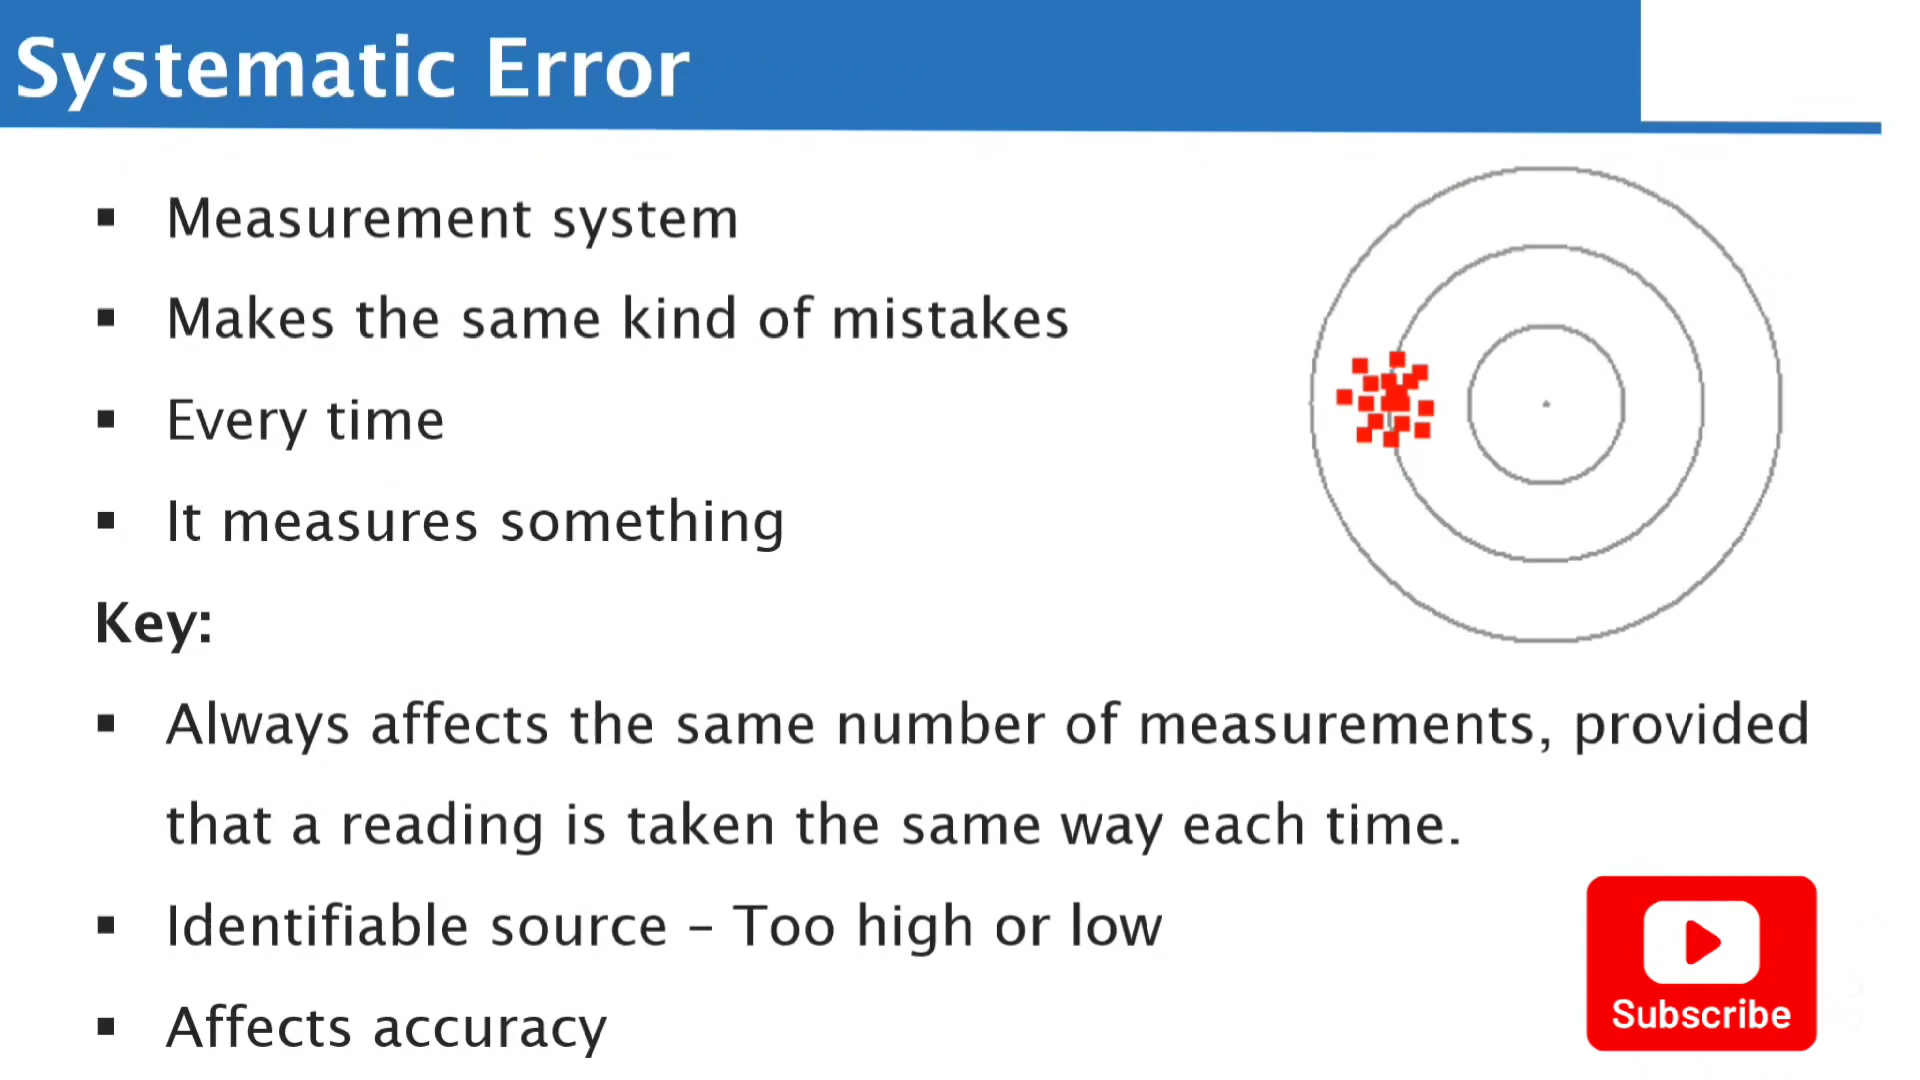 Systematic Error
▪ Measurement system
▪ Makes the same kind of mistakes
▪ Every time
▪ It measures something
Key:
▪ Always affects the same number of measurements, provided
that a reading is taken the same way each time.
▪ Identifiable source – Too high or low
▪ Affects accuracy
Subscribe